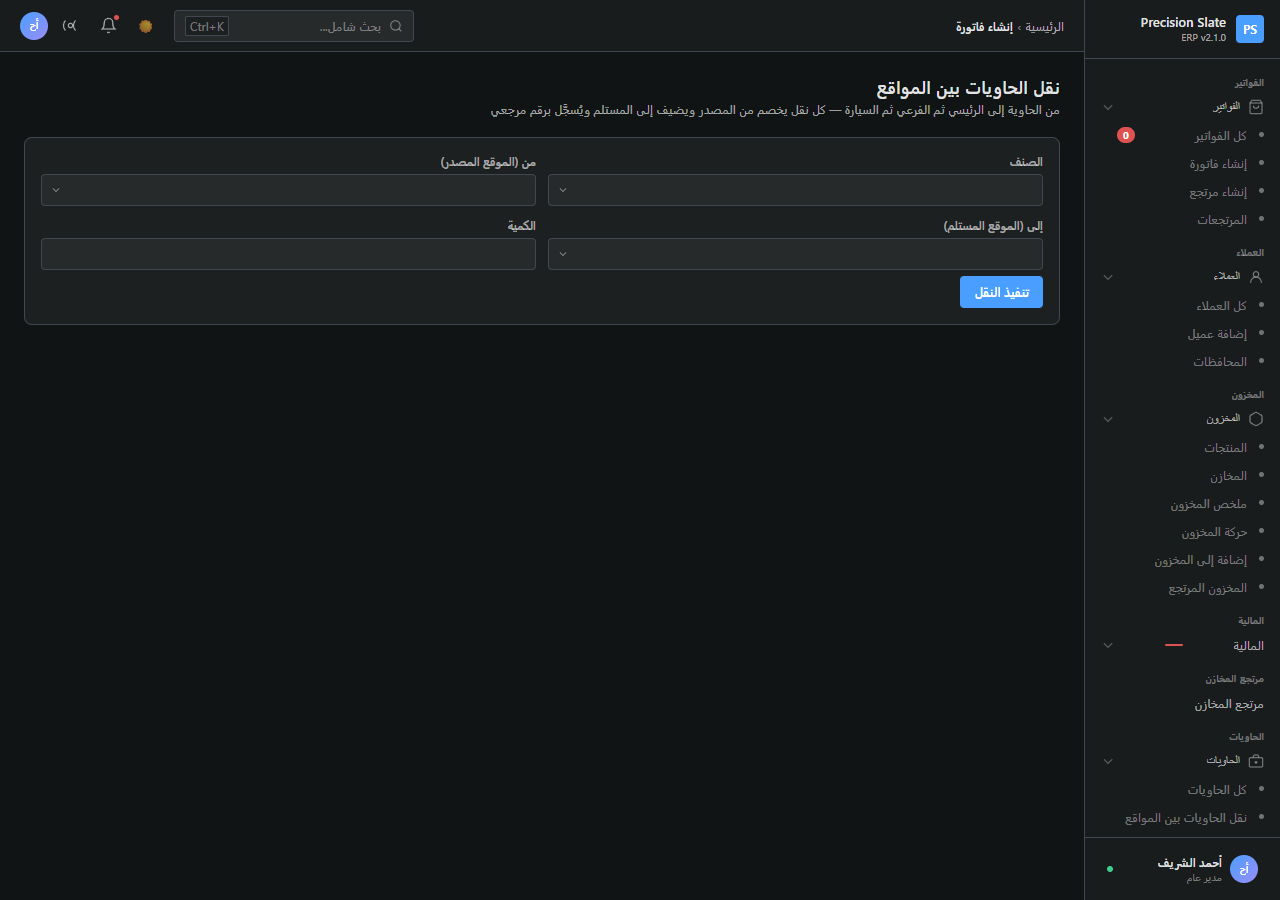 PS
Precision Slate
ERP v2.1.0
الفواتير
الفواتير
كل الفواتير
0
إنشاء فاتورة
إنشاء مرتجع
المرتجعات
العملاء
العملاء
كل العملاء
إضافة عميل
المحافظات
المخزون
المخزون
المنتجات
المخازن
ملخص المخزون
حركة المخزون
إضافة إلى المخزون
المخزون المرتجع
المالية
المالية
مرتجع المخازن
مرتجع المخازن
الحاويات
الحاويات
كل الحاويات
نقل الحاويات بين المواقع
أحمد الشريف
مدير عام
أح
الرئيسية › إنشاء فاتورة
بحث شامل...
Ctrl+K
أح
نقل الحاويات بين المواقع
من الحاوية إلى الرئيسي ثم الفرعي ثم السيارة — كل نقل يخصم من المصدر ويضيف إلى المستلم ويُسجَّل برقم مرجعي
الصنف
من (الموقع المصدر)
إلى (الموقع المستلم)
الكمية
تنفيذ النقل